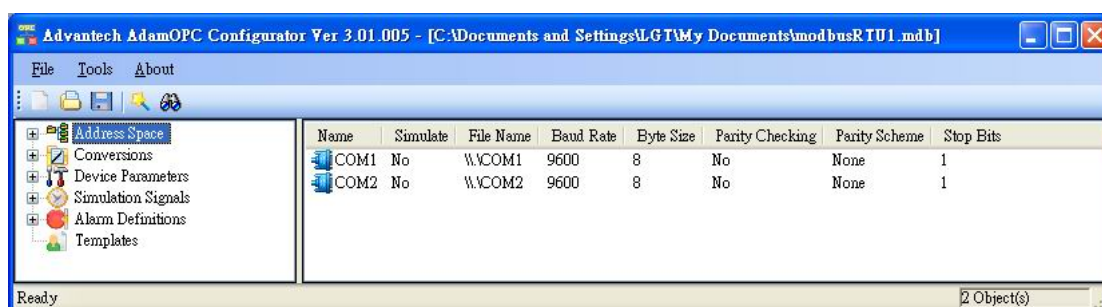 OPC Advantech AdamOPC Configurator Ver 3.01.005 - [C:\Documents and Settings\LGT\My Documents\modbusRTU1.mdb]
File Tools About
Address Space
Conversions
Device Parameters
Simulation Signals
Alarm Definitions
Templates
Name Simulate File Name Baud Rate Byte Size Parity Checking Parity Scheme Stop Bits
COM1 No \\.\COM1 9600 8 No None 1
COM2 No \\.\COM2 9600 8 No None 1
Ready 2 Object(s)